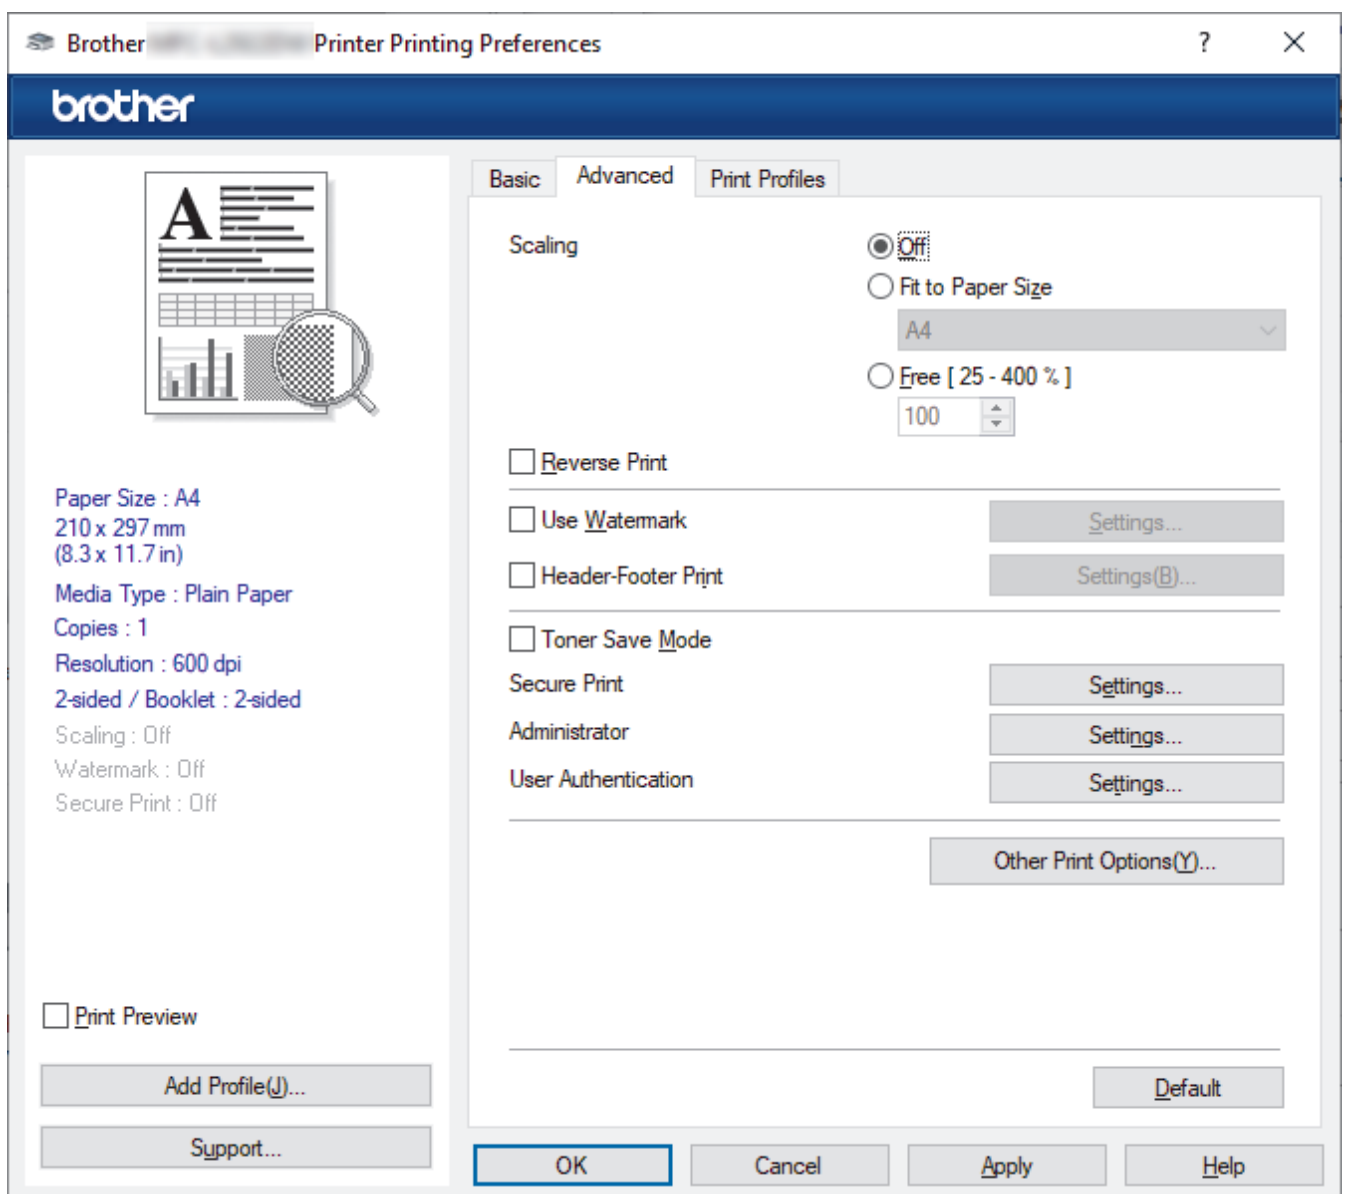 Brother Printer Printing Preferences
?
brother
A
Paper Size : A4
210 x 297 mm
(8.3 x 11.7 in)
Media Type : Plain Paper
Copies : 1
Resolution : 600 dpi
2-sided / Booklet : 2-sided
Scaling : Off
Watermark : Off
Secure Print : Off
Print Preview
Add Profile(J)...
Support...
Basic
Advanced
Print Profiles
Scaling
Off
Fit to Paper Size
A4
Free [ 25 - 400 % ]
100
Reverse Print
Use Watermark
Settings...
Header-Footer Print
Settings(B)...
Toner Save Mode
Secure Print
Settings...
Administrator
Settings...
User Authentication
Settings...
Other Print Options(Y)...
Default
OK
Cancel
Apply
Help